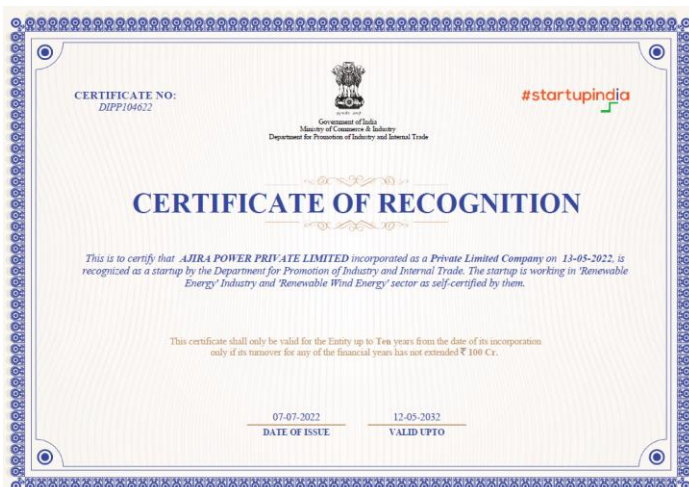 CERTIFICATE NO:
DIPP104622
#startupindia
सत्यमेव जयते
Government of India
Ministry of Commerce & Industry
Department for Promotion of Industry and Internal Trade
CERTIFICATE OF RECOGNITION
This is to certify that AJIRA POWER PRIVATE LIMITED incorporated as a Private Limited Company on 13-05-2022, is
recognized as a startup by the Department for Promotion of Industry and Internal Trade. The startup is working in 'Renewable
Energy' Industry and 'Renewable Wind Energy' sector as self-certified by them.
This certificate shall only be valid for the Entity up to Ten years from the date of its incorporation
only if its turnover for any of the financial years has not extended ₹ 100 Cr.
07-07-2022
DATE OF ISSUE
12-05-2032
VALID UPTO